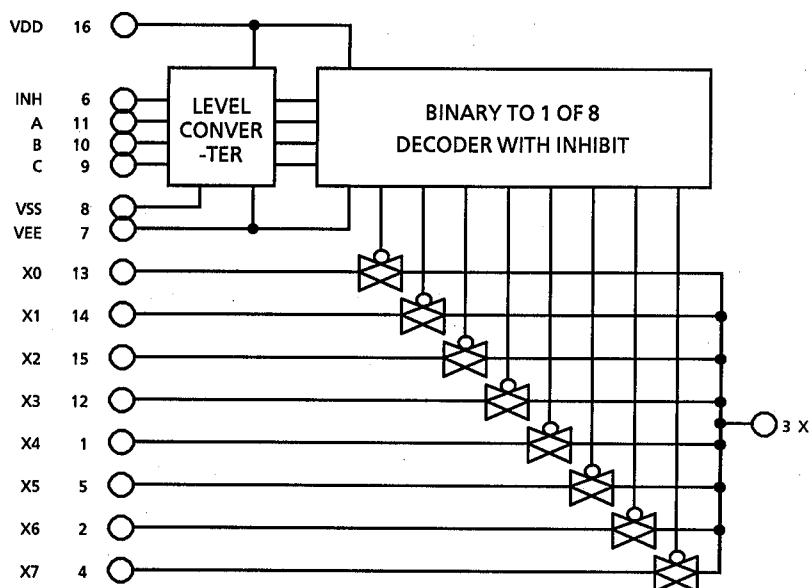 VDD 16
INH 6
A 11
B 10
C 9
VSS 8
VEE 7
X0 13
X1 14
X2 15
X3 12
X4 1
X5 5
X6 2
X7 4
LEVEL
CONVER
-TER
BINARY TO 1 OF 8
DECODER WITH INHIBIT
3 X